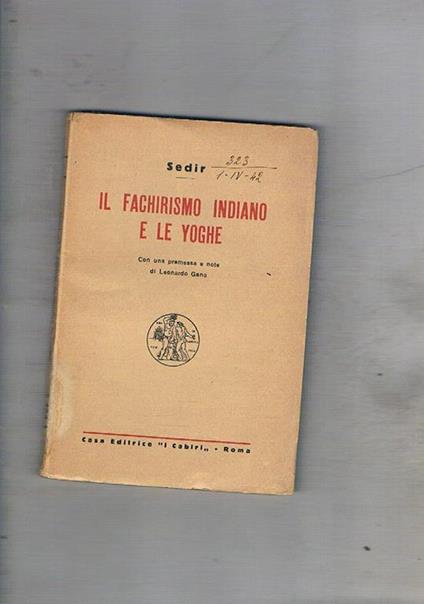 Sedir
323
1-IV-42
IL FACHIRISMO INDIANO
E LE YOGHE
Con una premessa e note
di Leonardo Gano
Casa Editrice "I Cabiri„ - Roma